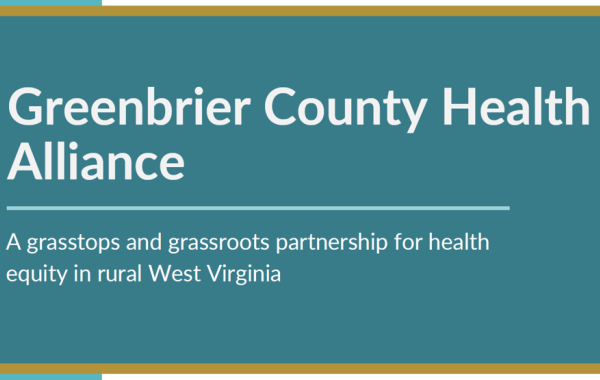 Greenbrier County Health
Alliance
A grasstops and grassroots partnership for health
equity in rural West Virginia